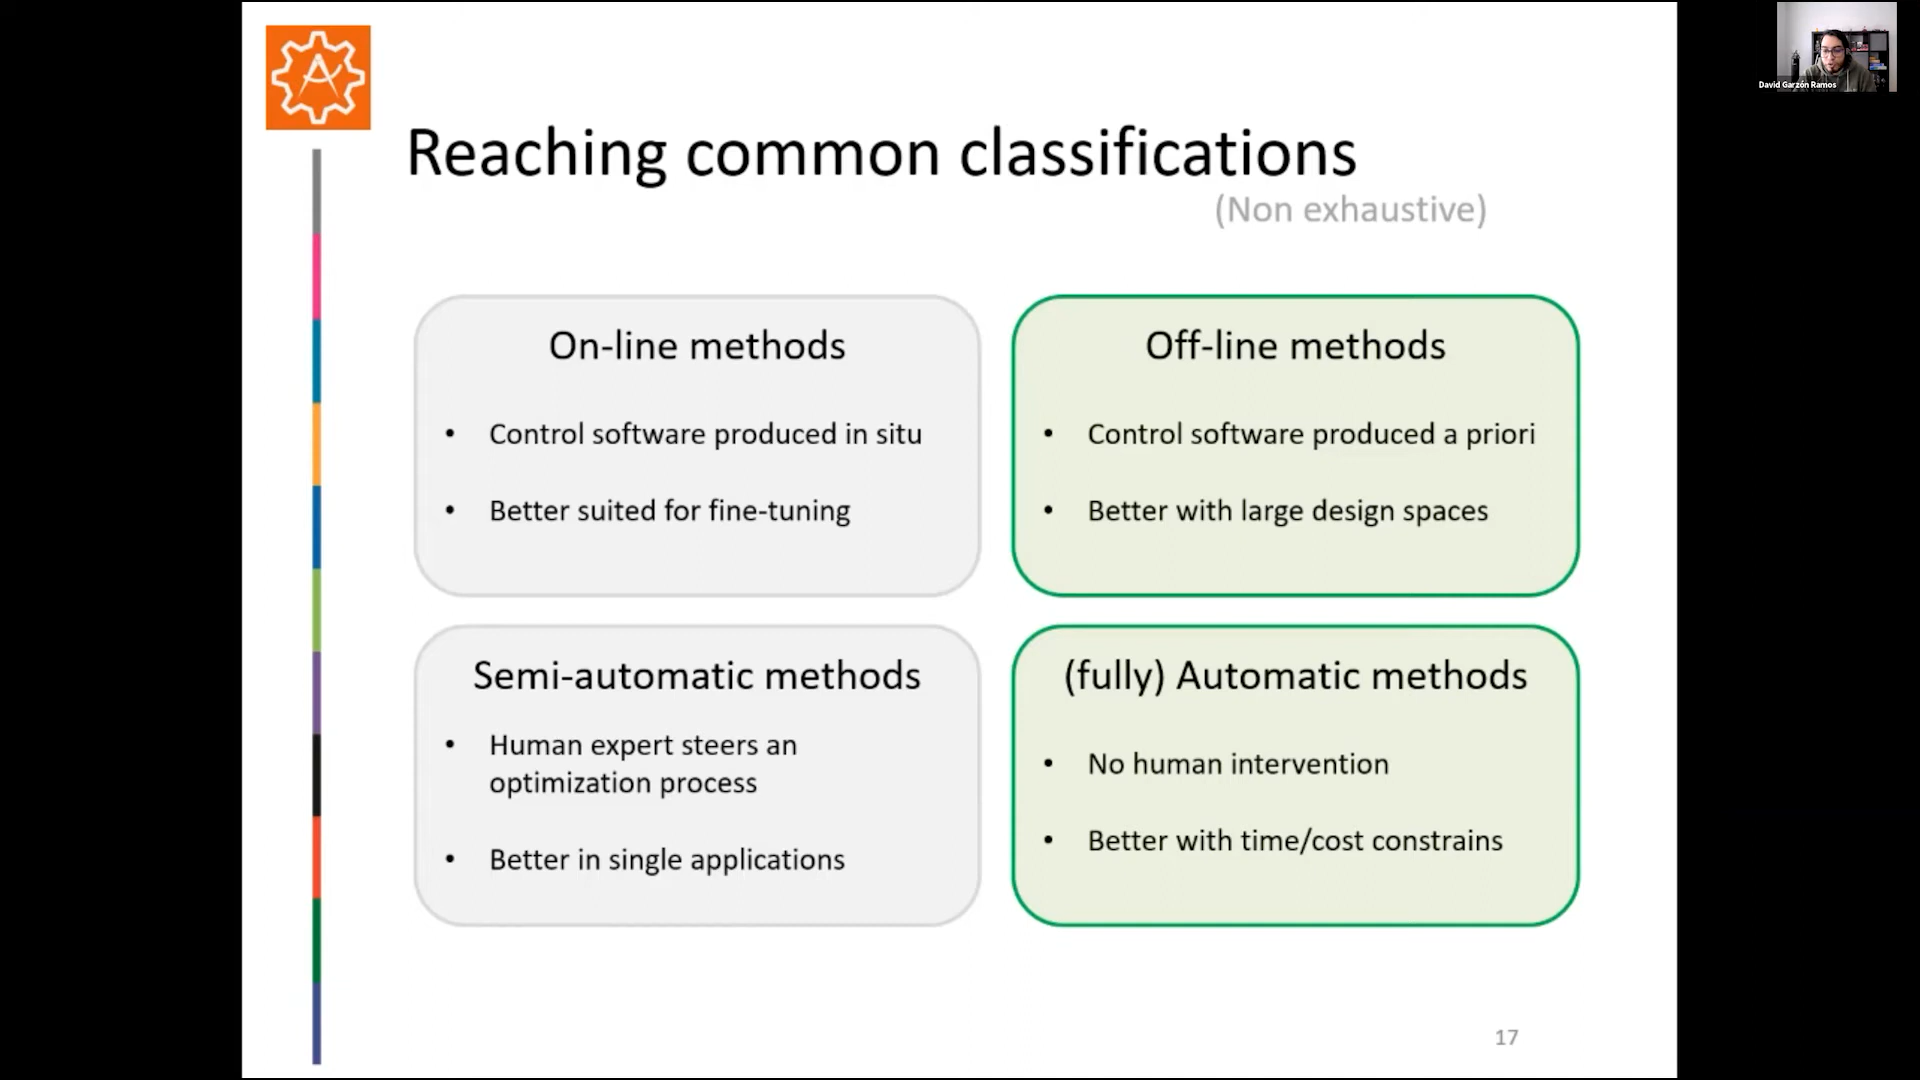 David Garzón Ramos
Reaching common classifications
(Non exhaustive)
On-line methods
• Control software produced in situ
• Better suited for fine-tuning
Off-line methods
• Control software produced a priori
• Better with large design spaces
Semi-automatic methods
• Human expert steers an
optimization process
• Better in single applications
(fully) Automatic methods
• No human intervention
• Better with time/cost constrains
17